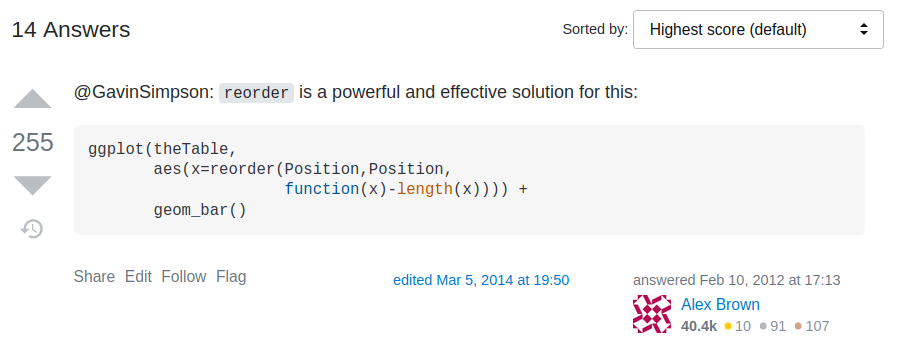 14 Answers
Sorted by:
Highest score (default)
@GavinSimpson: reorder is a powerful and effective solution for this:
255
ggplot(theTable,
       aes(x=reorder(Position,Position,
                     function(x)-length(x)))) +
       geom_bar()
Share Edit Follow Flag
edited Mar 5, 2014 at 19:50
answered Feb 10, 2012 at 17:13
Alex Brown
40.4k 10 91 107